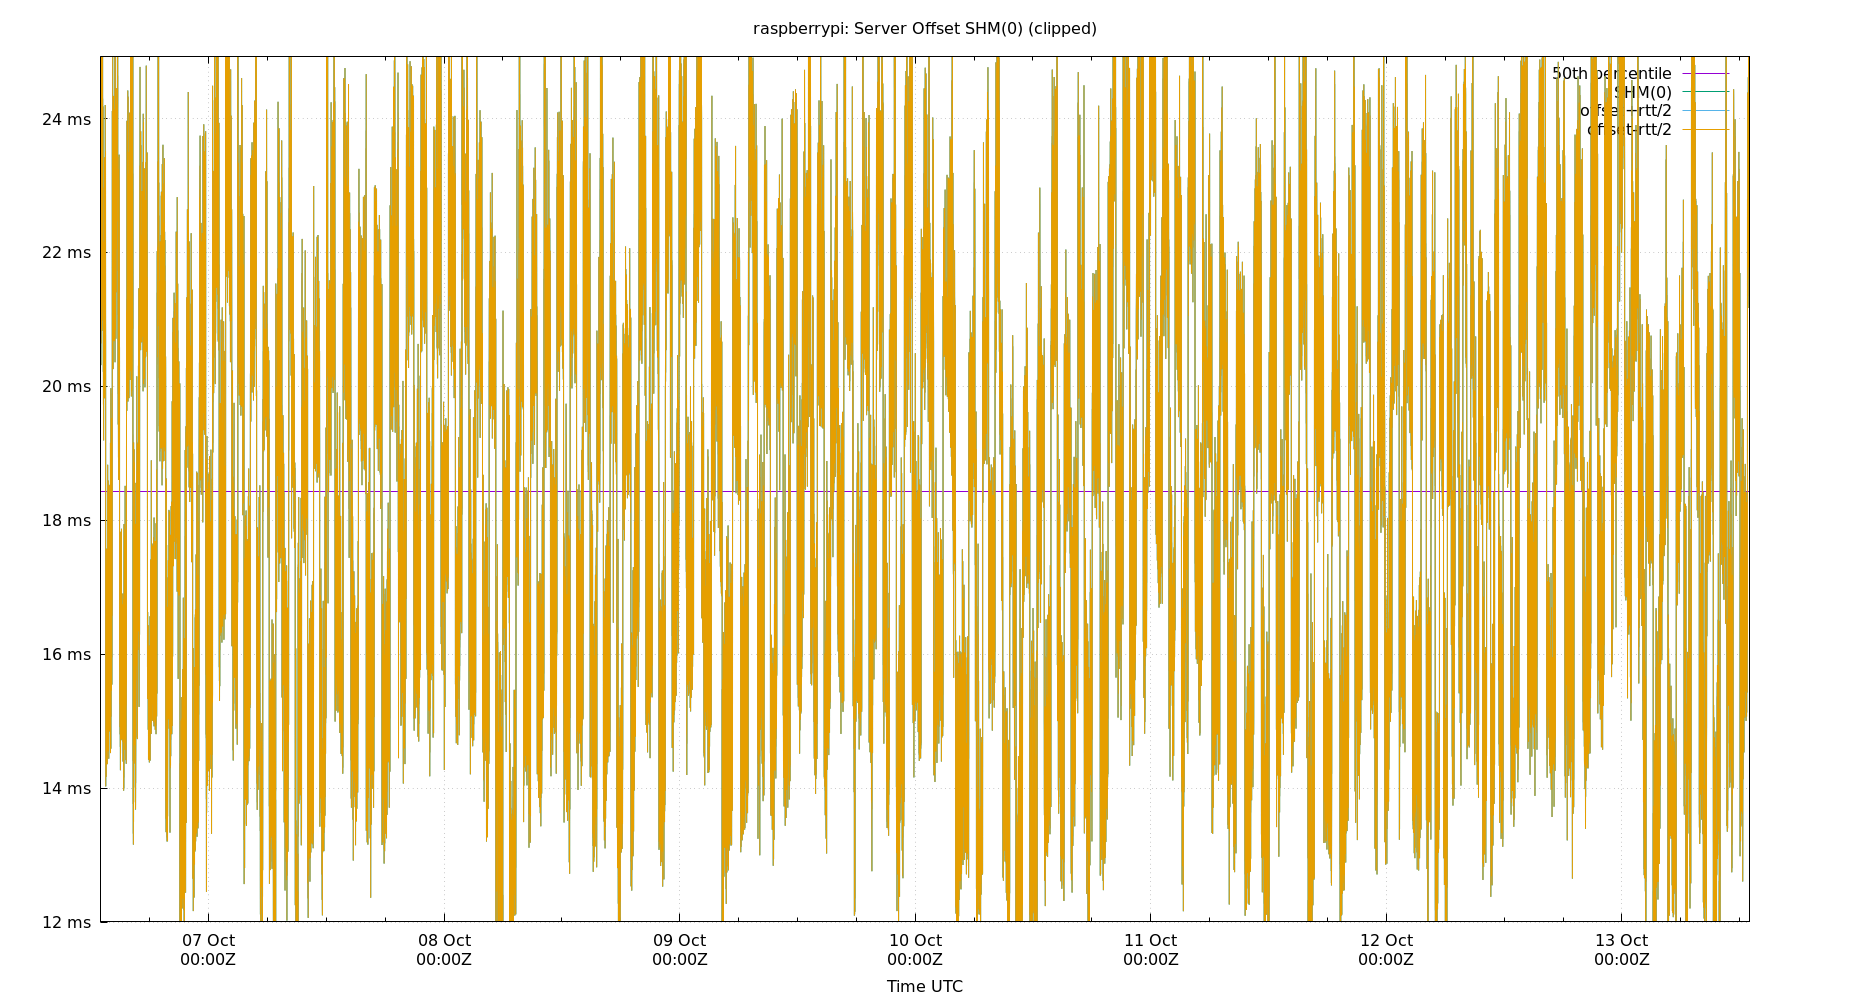 raspberrypi: Server Offset SHM(0) (clipped)
50th percentile
SHM(0)
offset+rtt/2
offset-rtt/2
24 ms
22 ms
20 ms
18 ms
16 ms
14 ms
12 ms
07 Oct
00:00Z
08 Oct
00:00Z
09 Oct
00:00Z
10 Oct
00:00Z
11 Oct
00:00Z
12 Oct
00:00Z
13 Oct
00:00Z
Time UTC